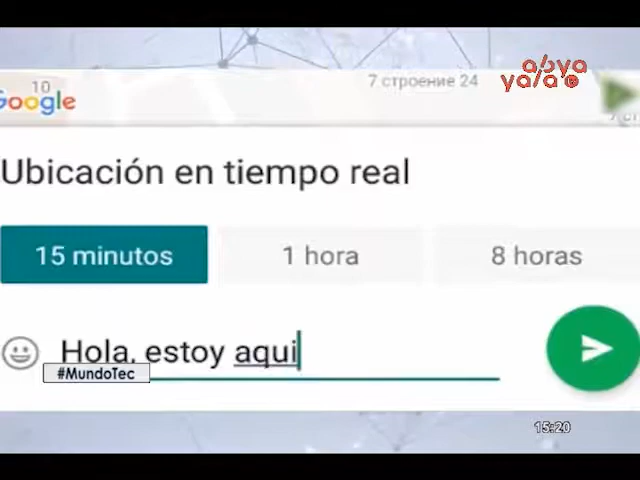 10
7 строение 24
abya
yala
Google
Ubicación en tiempo real
15 minutos
1 hora
8 horas
Hola, estoy aqui
#MundoTec
15:20